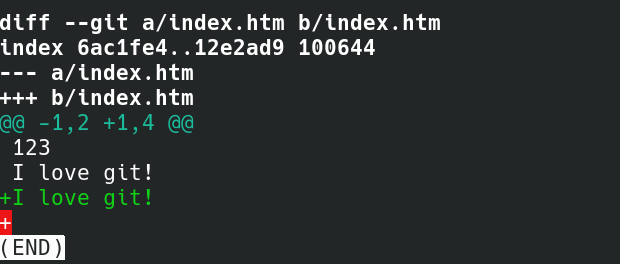 diff --git a/index.htm b/index.htm
index 6ac1fe4..12e2ad9 100644
--- a/index.htm
+++ b/index.htm
@@ -1,2 +1,4 @@
 123
 I love git!
+I love git!
+
(END)